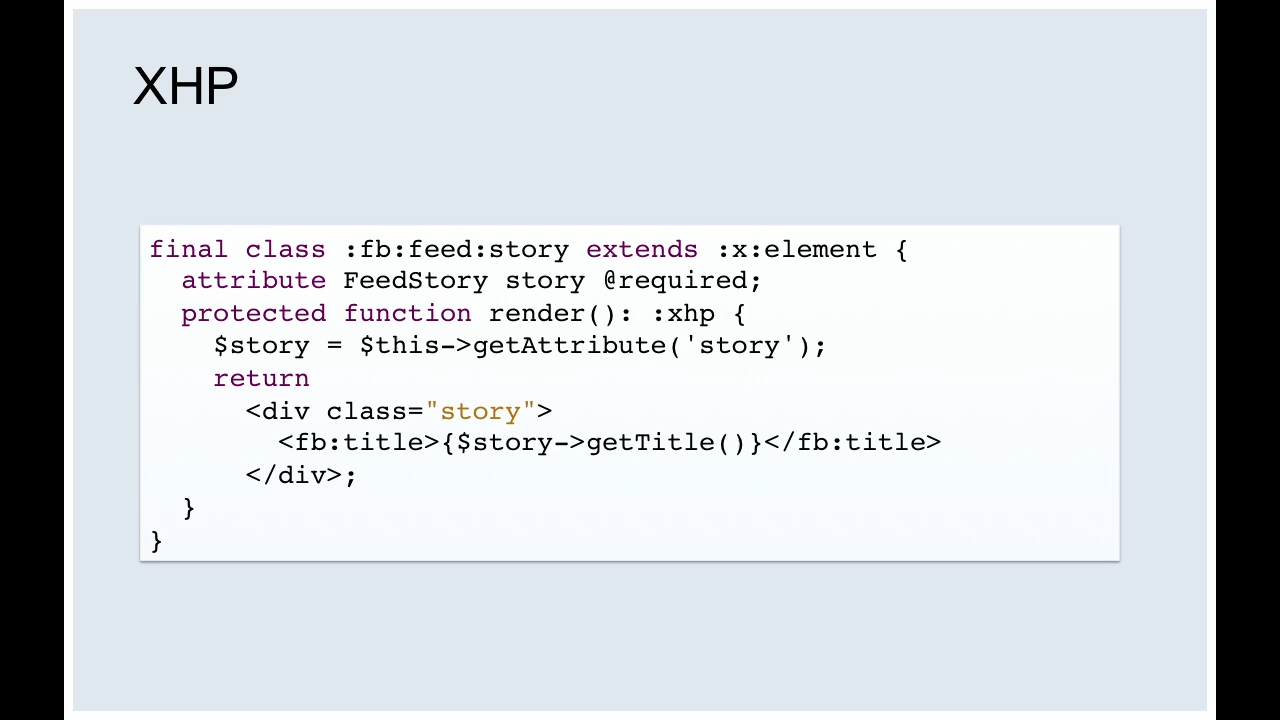 XHP
final class :fb:feed:story extends :x:element {
  attribute FeedStory story @required;
  protected function render(): :xhp {
    $story = $this->getAttribute('story');
    return
      <div class="story">
        <fb:title>{$story->getTitle()}</fb:title>
      </div>;
  }
}